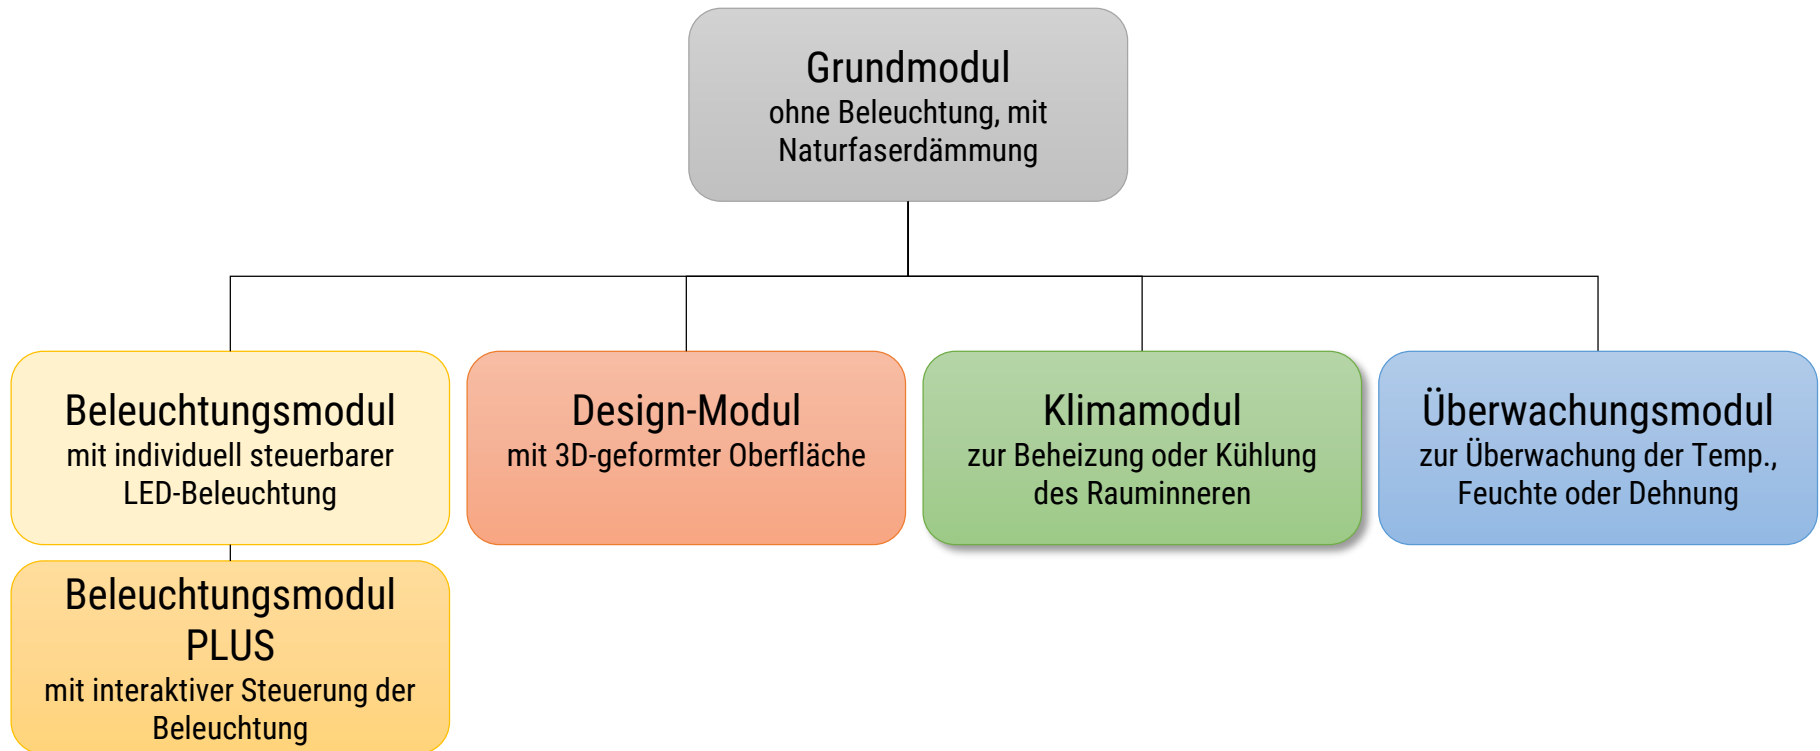 Grundmodul
ohne Beleuchtung, mit
Naturfaserdämmung
Beleuchtungsmodul
mit individuell steuerbarer
LED-Beleuchtung
Design-Modul
mit 3D-geformter Oberfläche
Klimamodul
zur Beheizung oder Kühlung
des Rauminneren
Überwachungsmodul
zur Überwachung der Temp.,
Feuchte oder Dehnung
Beleuchtungsmodul
PLUS
mit interaktiver Steuerung der
Beleuchtung